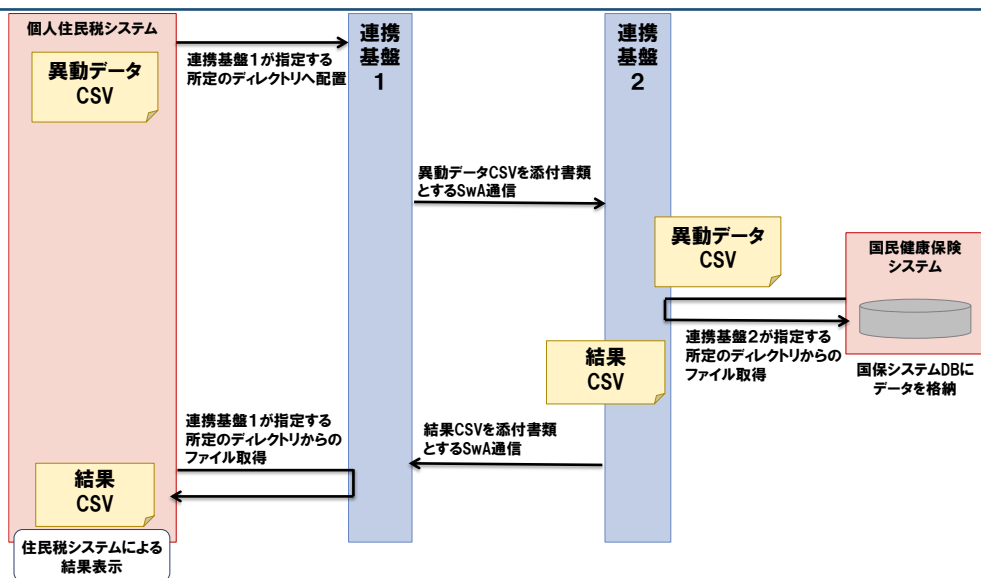 個人住民税システム
異動データ
CSV
連携基盤1が指定する
所定のディレクトリへ配置
連携
基盤
1
連携
基盤
2
異動データCSVを添付書類
とするSwA通信
異動データ
CSV
国民健康保険
システム
連携基盤2が指定する
所定のディレクトリからの
ファイル取得
国保システムDBに
データを格納
結果
CSV
結果CSVを添付書類
とするSwA通信
連携基盤1が指定する
所定のディレクトリからの
ファイル取得
結果
CSV
住民税システムによる
結果表示